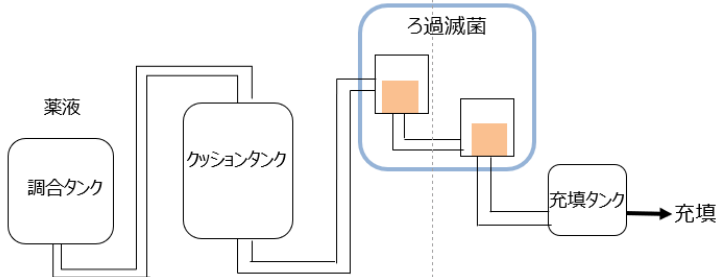 ろ過滅菌
薬液
クッションタンク
調合タンク
充填タンク
充填